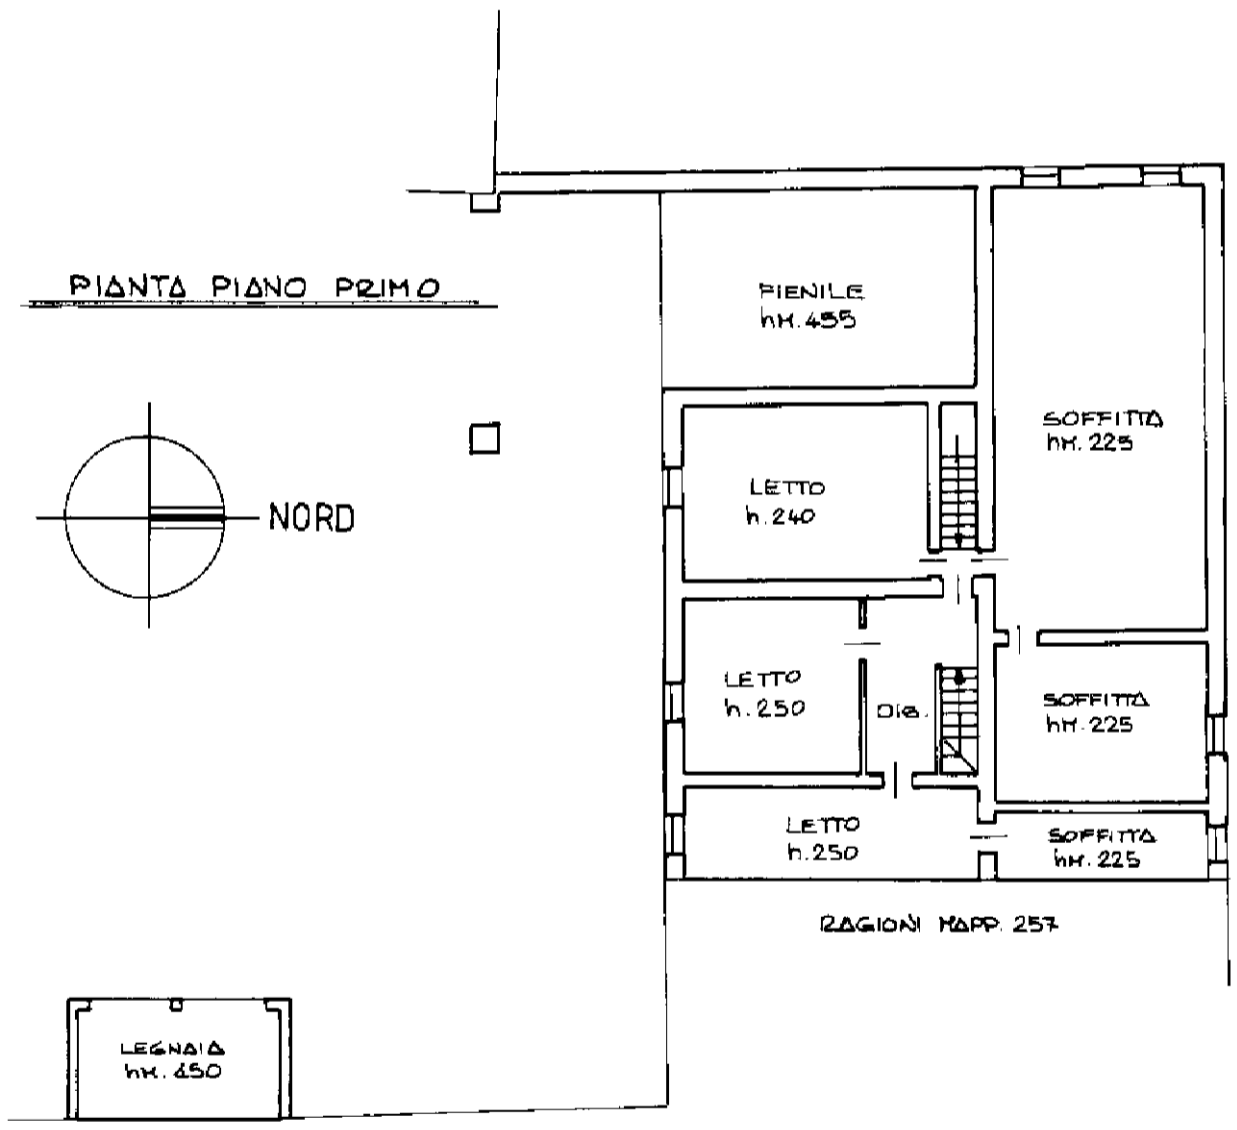 PIANTA PIANO PRIMO
NORD
FIENILE
hM. 455
SOFFITTA
hM. 225
LETTO
h. 240
LETTO
h. 250
DIS.
SOFFITTA
hM. 225
LETTO
h. 250
SOFFITTA
hM. 225
RAGIONI MAPP. 257
LEGNAIA
hM. 450